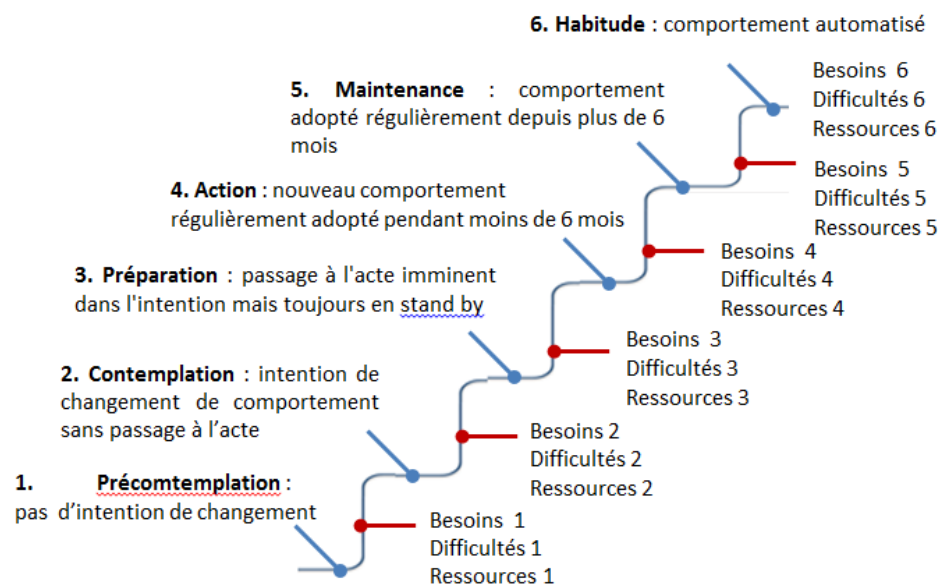 6. Habitude : comportement automatisé
Besoins 6
Difficultés 6
Ressources 6
5. Maintenance : comportement
adopté régulièrement depuis plus de 6
mois
Besoins 5
Difficultés 5
Ressources 5
4. Action : nouveau comportement
régulièrement adopté pendant moins de 6 mois
Besoins 4
Difficultés 4
Ressources 4
3. Préparation : passage à l'acte imminent
dans l'intention mais toujours en stand by
Besoins 3
Difficultés 3
Ressources 3
2. Contemplation : intention de
changement de comportement
sans passage à l’acte
Besoins 2
Difficultés 2
Ressources 2
1. Précomtemplation :
pas d’intention de changement
Besoins 1
Difficultés 1
Ressources 1